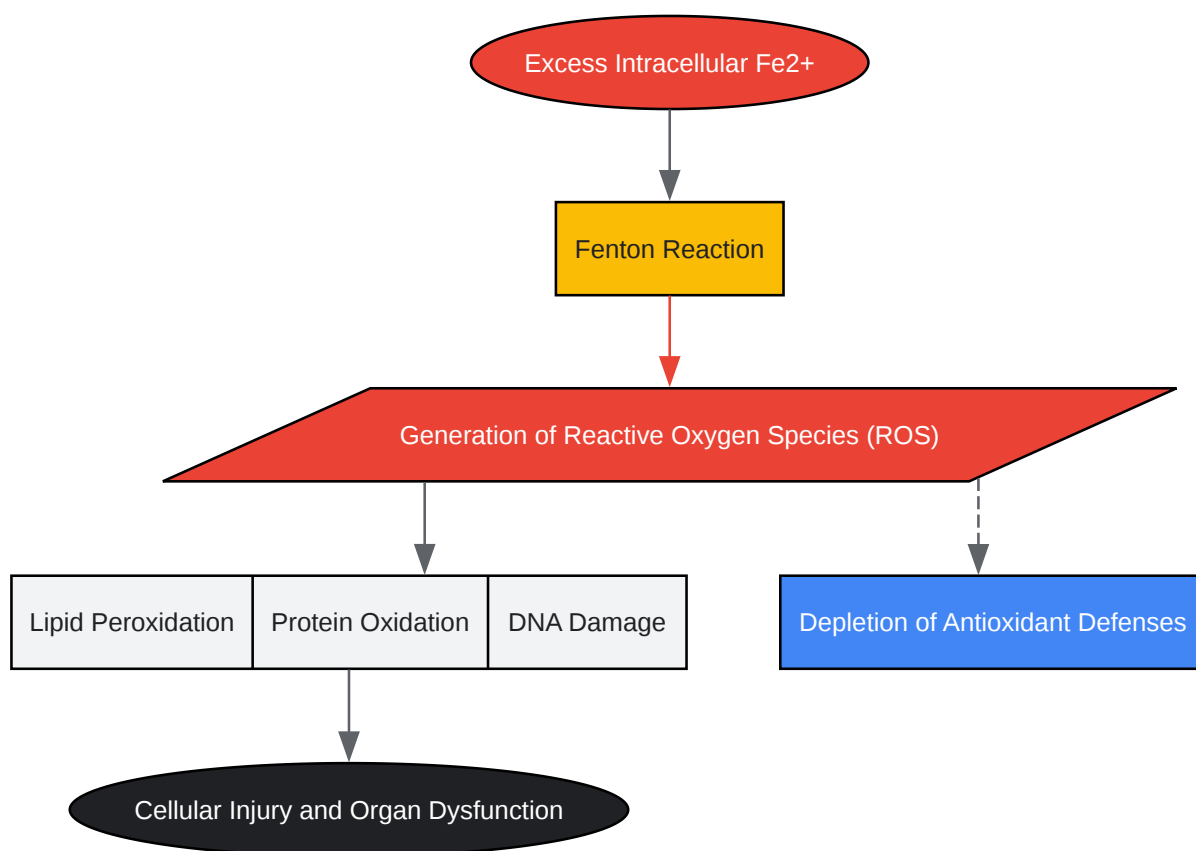 Excess Intracellular Fe2+
Fenton Reaction
Generation of Reactive Oxygen Species (ROS)
Lipid Peroxidation
Protein Oxidation
DNA Damage
Depletion of Antioxidant Defenses
Cellular Injury and Organ Dysfunction